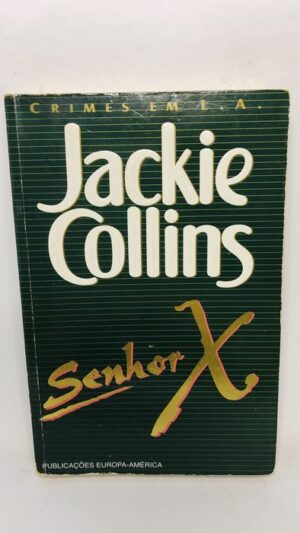 CRIMES EM L.A.
Jackie
Collins
Senhor X
PUBLICAÇÕES EUROPA-AMÉRICA